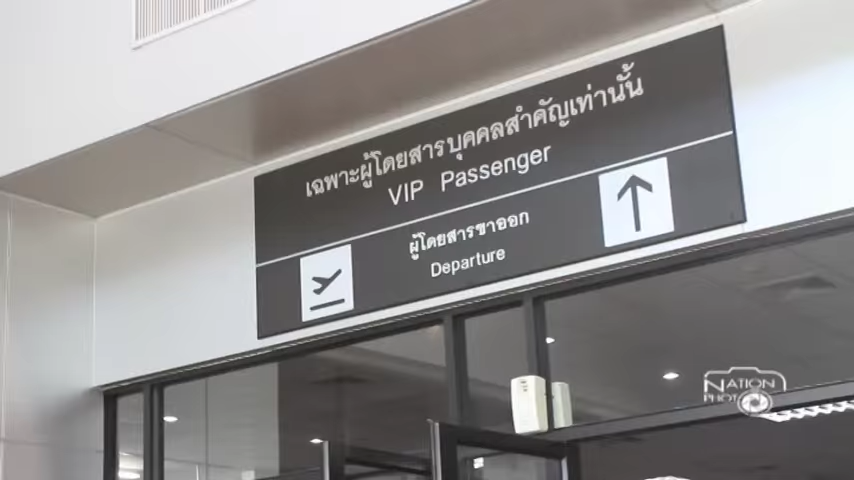 เฉพาะผู้โดยสารบุคคลสำคัญเท่านั้น
VIP Passenger
ผู้โดยสารขาออก
Departure
NATION
PHOTO